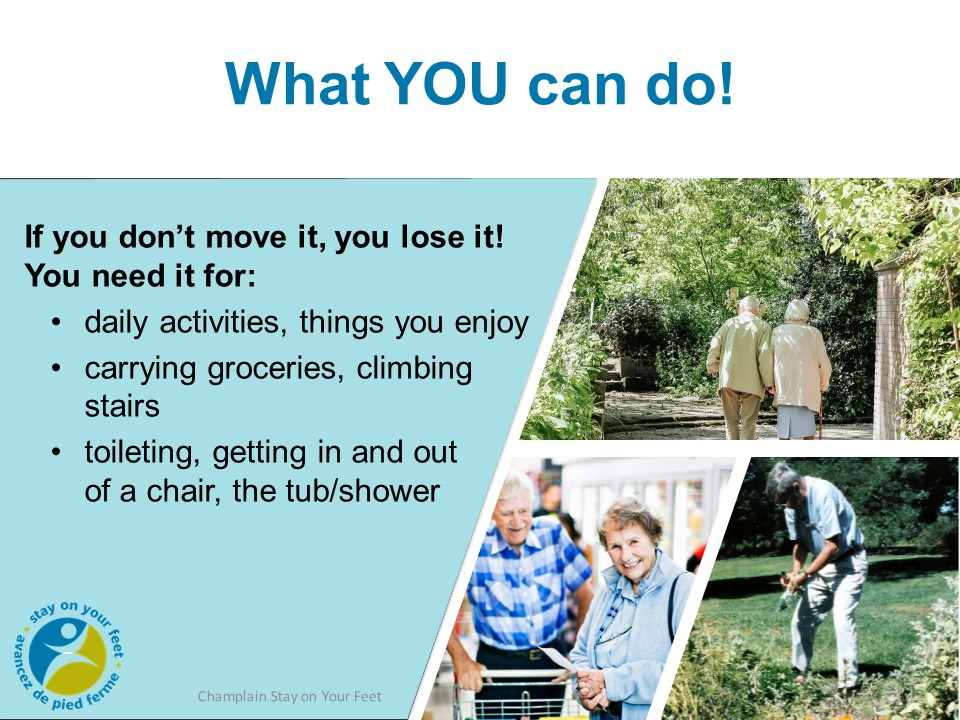 What YOU can do!
If you don’t move it, you lose it!
You need it for:
• daily activities, things you enjoy
• carrying groceries, climbing
stairs
• toileting, getting in and out
of a chair, the tub/shower
• stay on your feet •
avancez de pied ferme
Champlain Stay on Your Feet